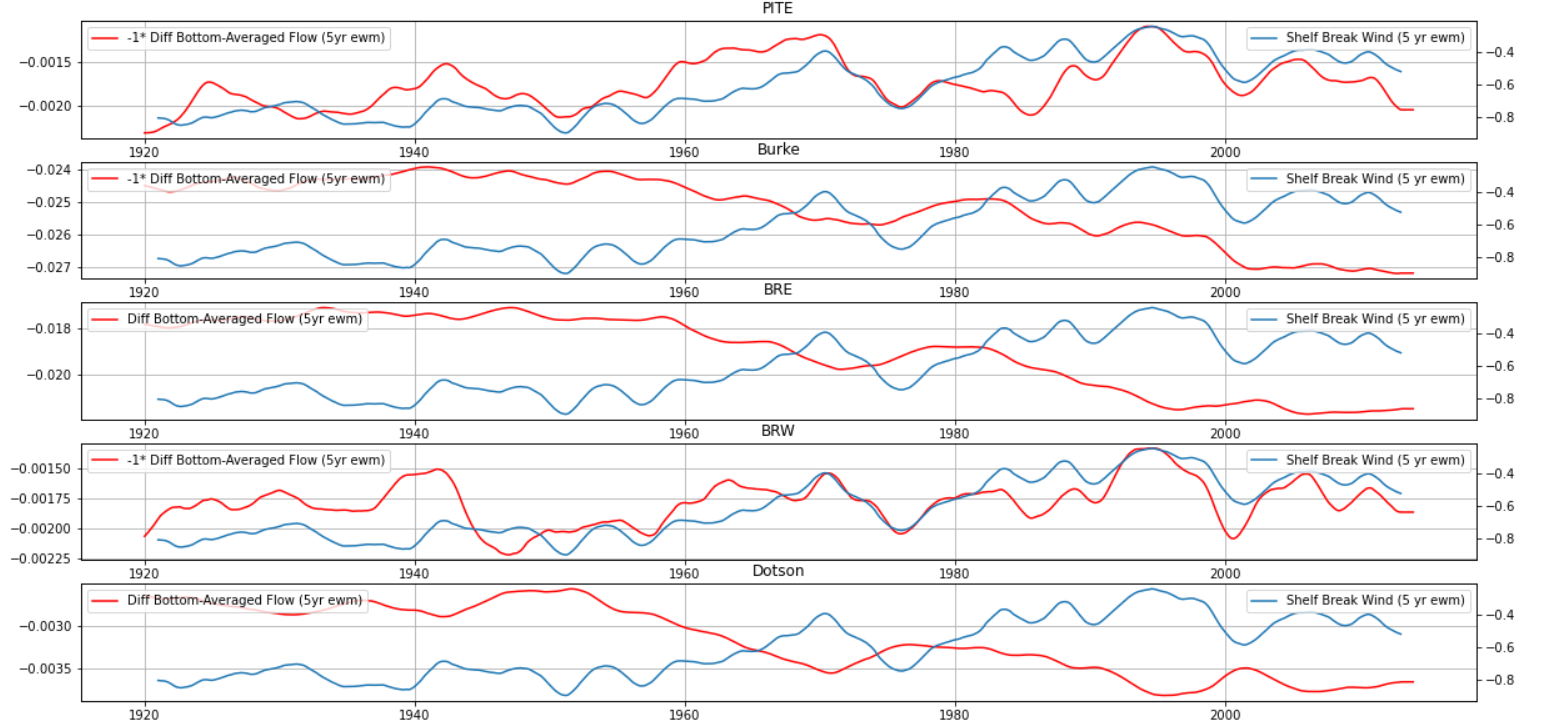 PITE
-1* Diff Bottom-Averaged Flow (5yr ewm)
Shelf Break Wind (5 yr ewm)
−0.0015
−0.0020
−0.4
−0.6
−0.8
1920 1940 1960 1980 2000
Burke
-1* Diff Bottom-Averaged Flow (5yr ewm)
Shelf Break Wind (5 yr ewm)
−0.024
−0.025
−0.026
−0.027
−0.4
−0.6
−0.8
1920 1940 1960 1980 2000
BRE
Diff Bottom-Averaged Flow (5yr ewm)
Shelf Break Wind (5 yr ewm)
−0.018
−0.020
−0.4
−0.6
−0.8
1920 1940 1960 1980 2000
BRW
-1* Diff Bottom-Averaged Flow (5yr ewm)
Shelf Break Wind (5 yr ewm)
−0.00150
−0.00175
−0.00200
−0.00225
−0.4
−0.6
−0.8
1920 1940 1960 1980 2000
Dotson
Diff Bottom-Averaged Flow (5yr ewm)
Shelf Break Wind (5 yr ewm)
−0.0030
−0.0035
−0.4
−0.6
−0.8
1920 1940 1960 1980 2000